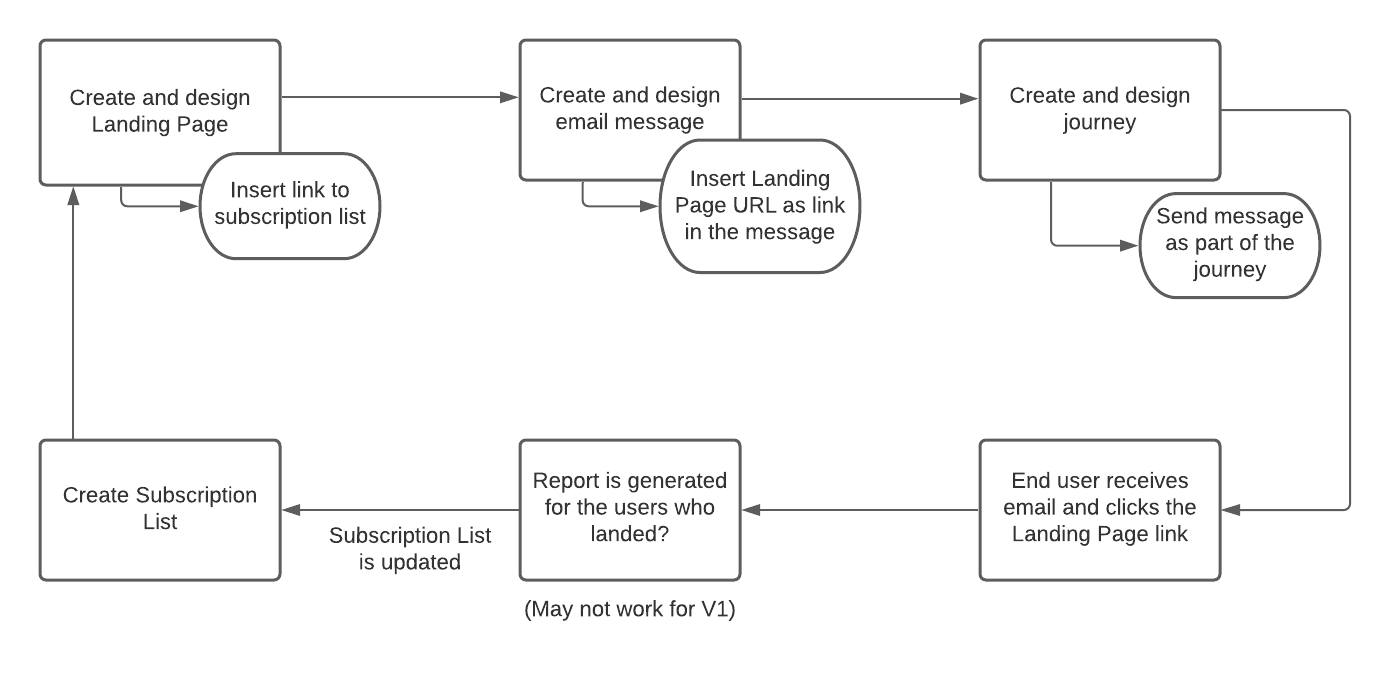 Create and design
Landing Page
Insert link to
subscription list
Create and design
email message
Insert Landing
Page URL as link
in the message
Create and design
journey
Send message
as part of the
journey
End user receives
email and clicks the
Landing Page link
Report is generated
for the users who
landed?
(May not work for V1)
Subscription List
is updated
Create Subscription
List